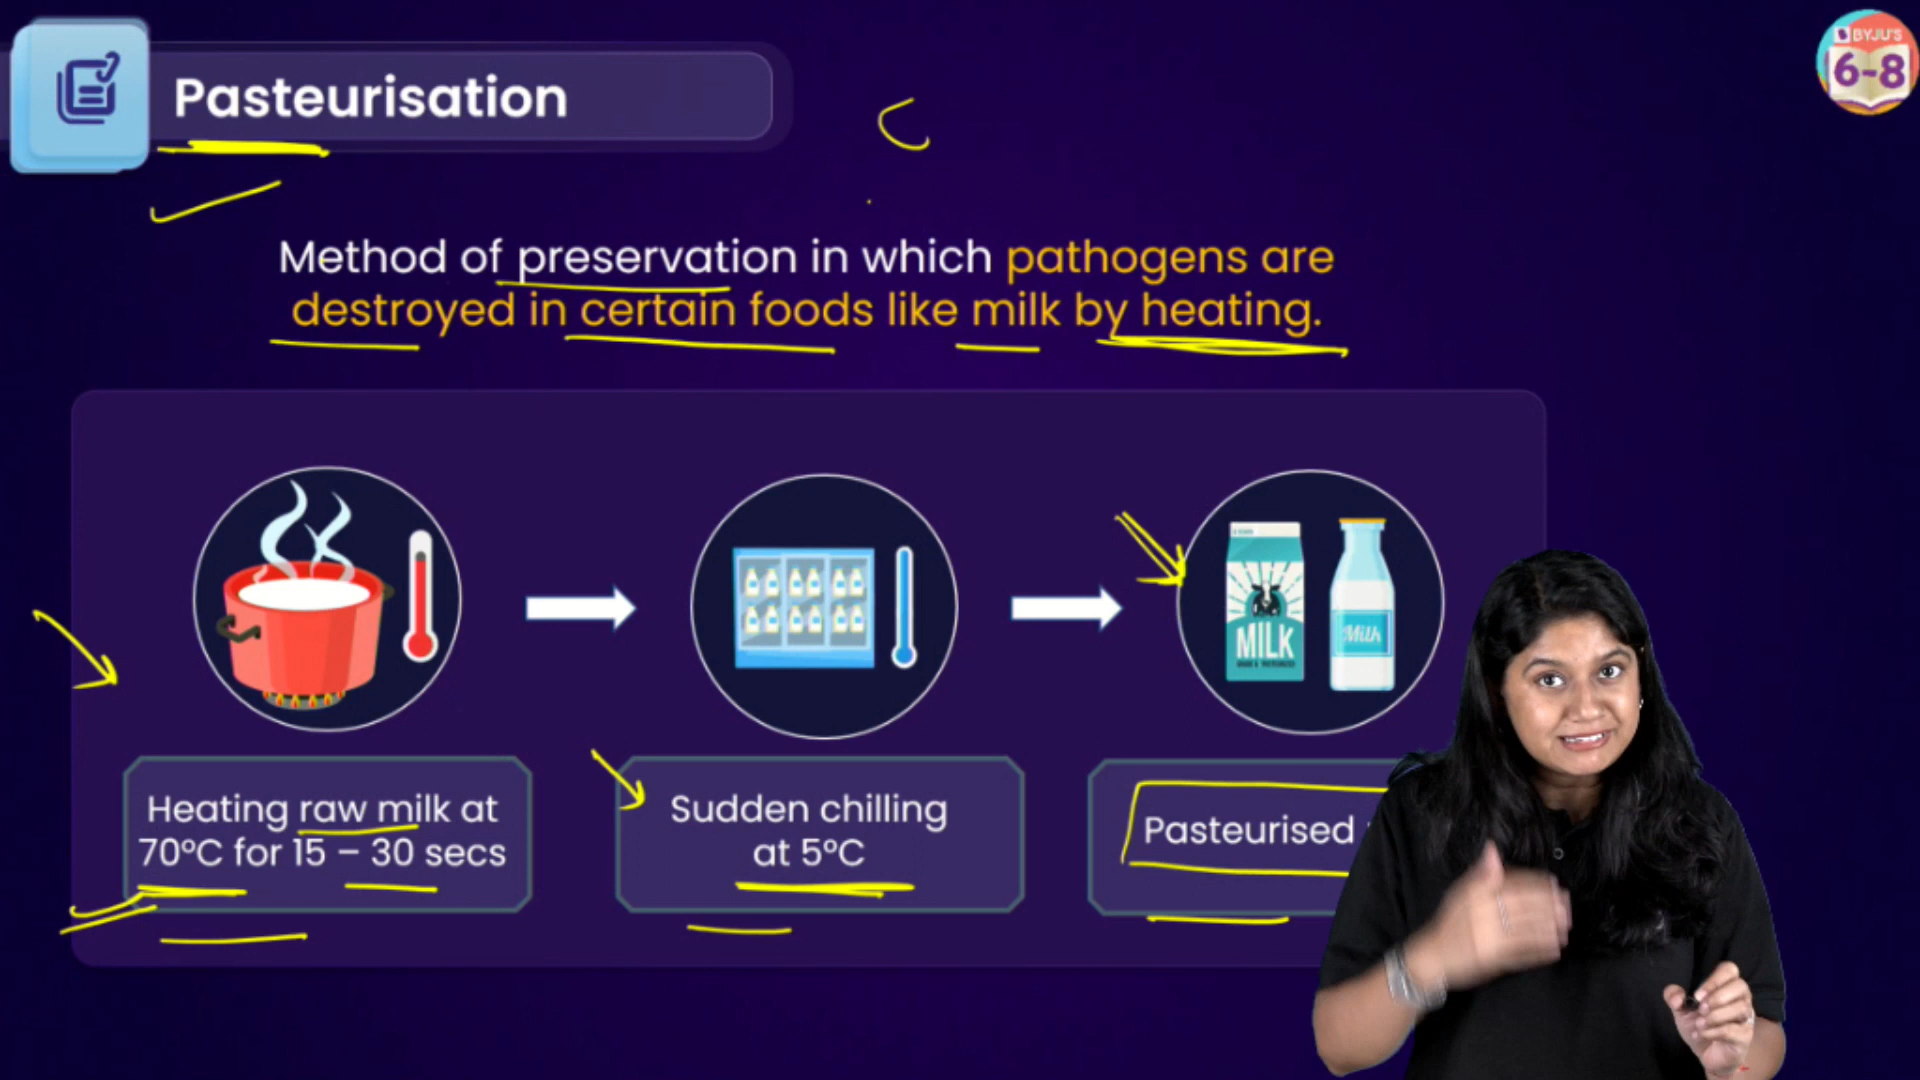 Pasteurisation
BYJU'S
6-8
Method of preservation in which pathogens are
destroyed in certain foods like milk by heating.
MILK
Milk
Heating raw milk at
70°C for 15 – 30 secs
Sudden chilling
at 5°C
Pasteurised